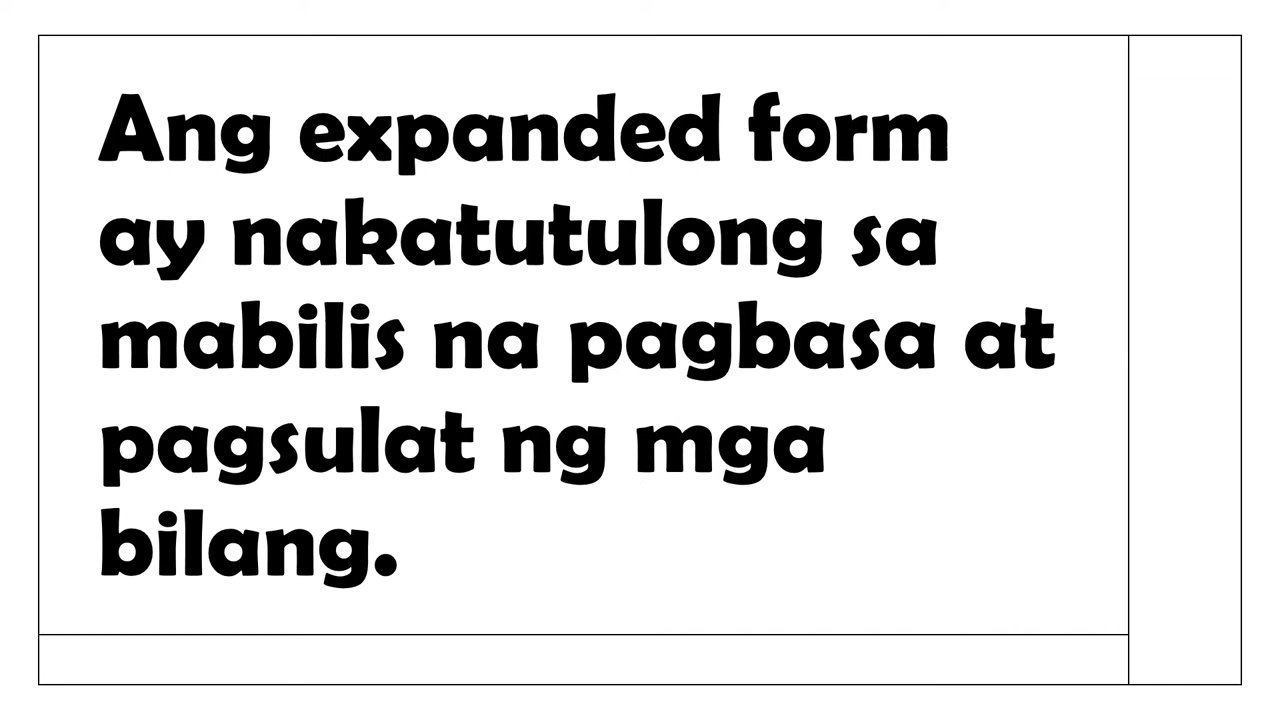 Ang expanded form
ay nakatutulong sa
mabilis na pagbasa at
pagsulat ng mga
bilang.